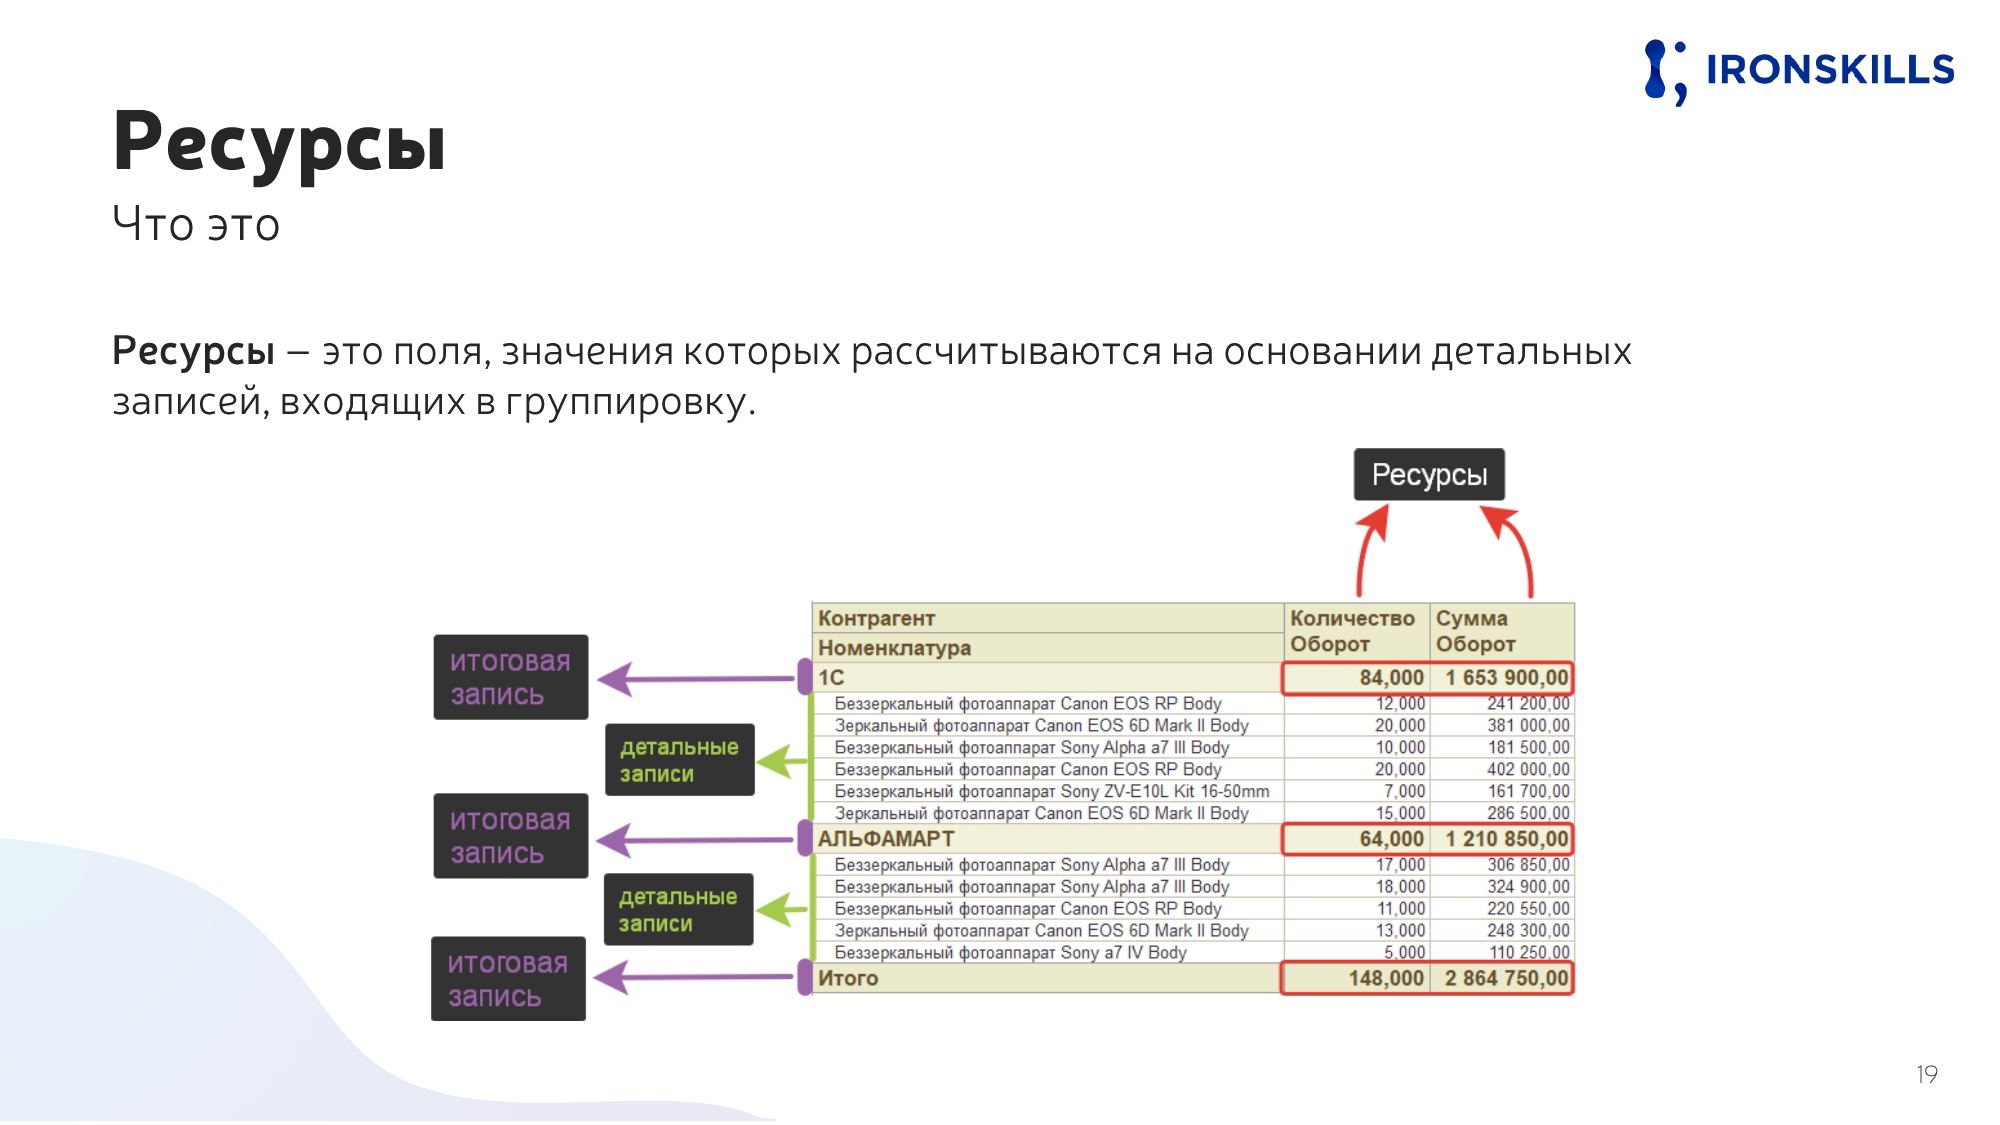 IRONSKILLS
Ресурсы
Что это
Ресурсы – это поля, значения которых рассчитываются на основании детальных
записей, входящих в группировку.
Ресурсы
Контрагент Количество Оборот Сумма Оборот
Номенклатура
итоговая
запись
1С 84,000 1 653 900,00
Беззеркальный фотоаппарат Canon EOS RP Body 12,000 241 200,00
Зеркальный фотоаппарат Canon EOS 6D Mark II Body 20,000 381 000,00
детальные
записи
Беззеркальный фотоаппарат Sony Alpha a7 III Body 10,000 181 500,00
Беззеркальный фотоаппарат Canon EOS RP Body 20,000 402 000,00
Беззеркальный фотоаппарат Sony ZV-E10L Kit 16-50mm 7,000 161 700,00
Зеркальный фотоаппарат Canon EOS 6D Mark II Body 15,000 286 500,00
итоговая
запись
АЛЬФАМАРТ 64,000 1 210 850,00
Беззеркальный фотоаппарат Sony Alpha a7 III Body 17,000 306 850,00
Беззеркальный фотоаппарат Sony Alpha a7 III Body 18,000 324 900,00
детальные
записи
Беззеркальный фотоаппарат Canon EOS RP Body 11,000 220 550,00
Зеркальный фотоаппарат Canon EOS 6D Mark II Body 13,000 248 300,00
Беззеркальный фотоаппарат Sony a7 IV Body 5,000 110 250,00
итоговая
запись
Итого 148,000 2 864 750,00
19